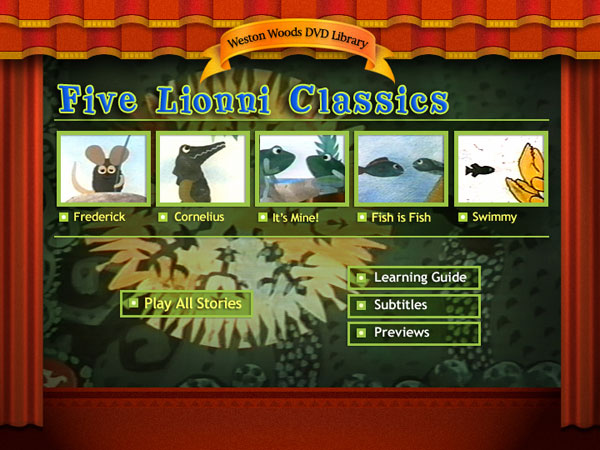 Weston Woods DVD Library
Five Lionni Classics
Frederick
Cornelius
It's Mine!
Fish is Fish
Swimmy
Play All Stories
Learning Guide
Subtitles
Previews